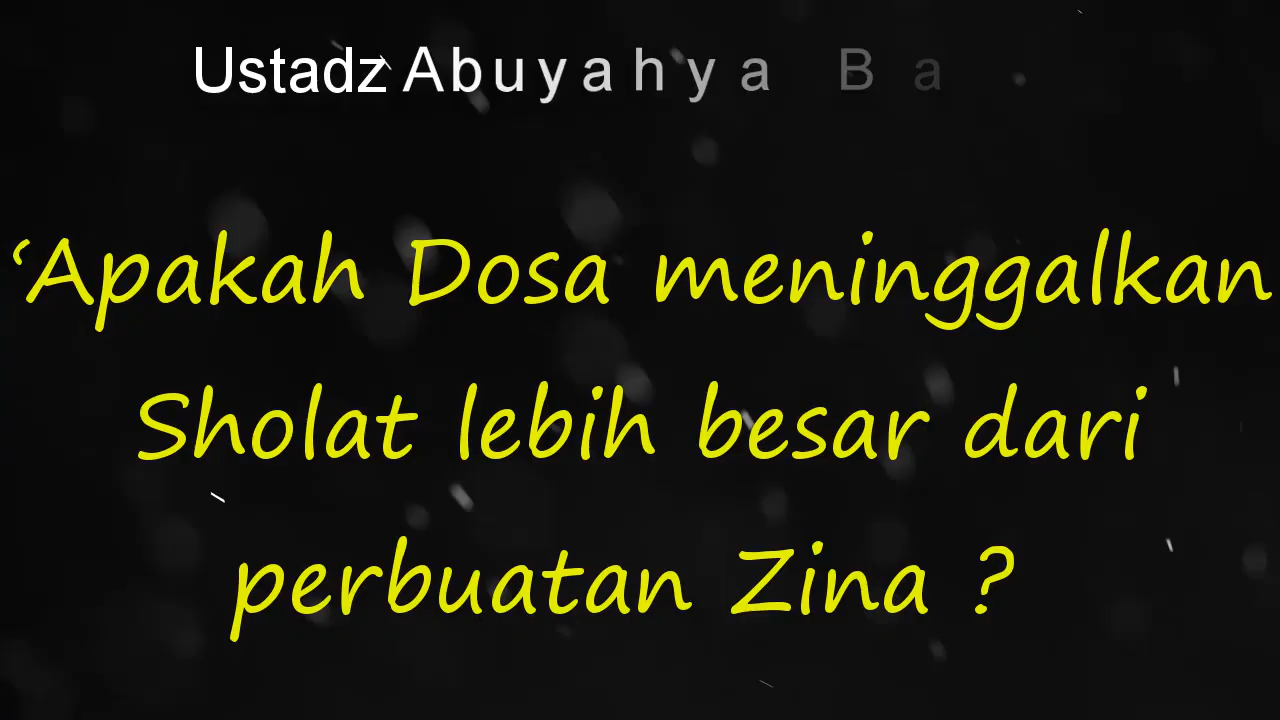 Ustadz Abuyahya Ba
‘Apakah Dosa meninggalkan
Sholat lebih besar dari
perbuatan Zina ?